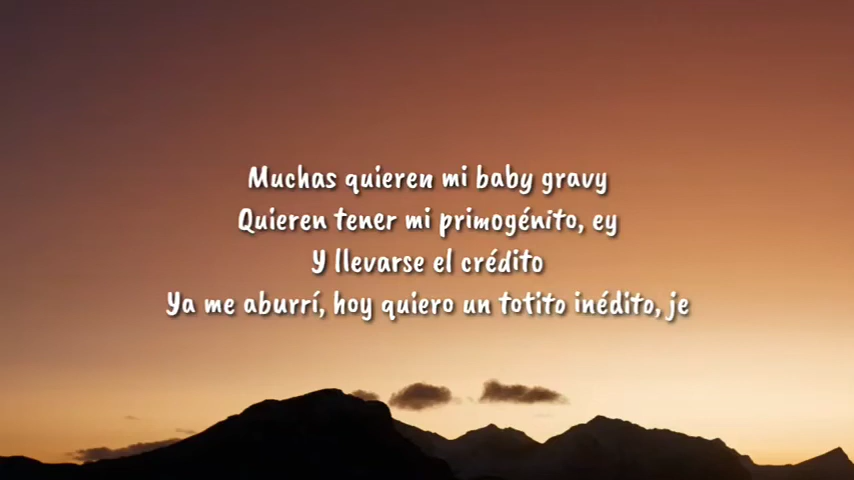 Muchas quieren mi baby gravy
Quieren tener mi primogénito, ey
Y llevarse el crédito
Ya me aburrí, hoy quiero un totito inédito, je